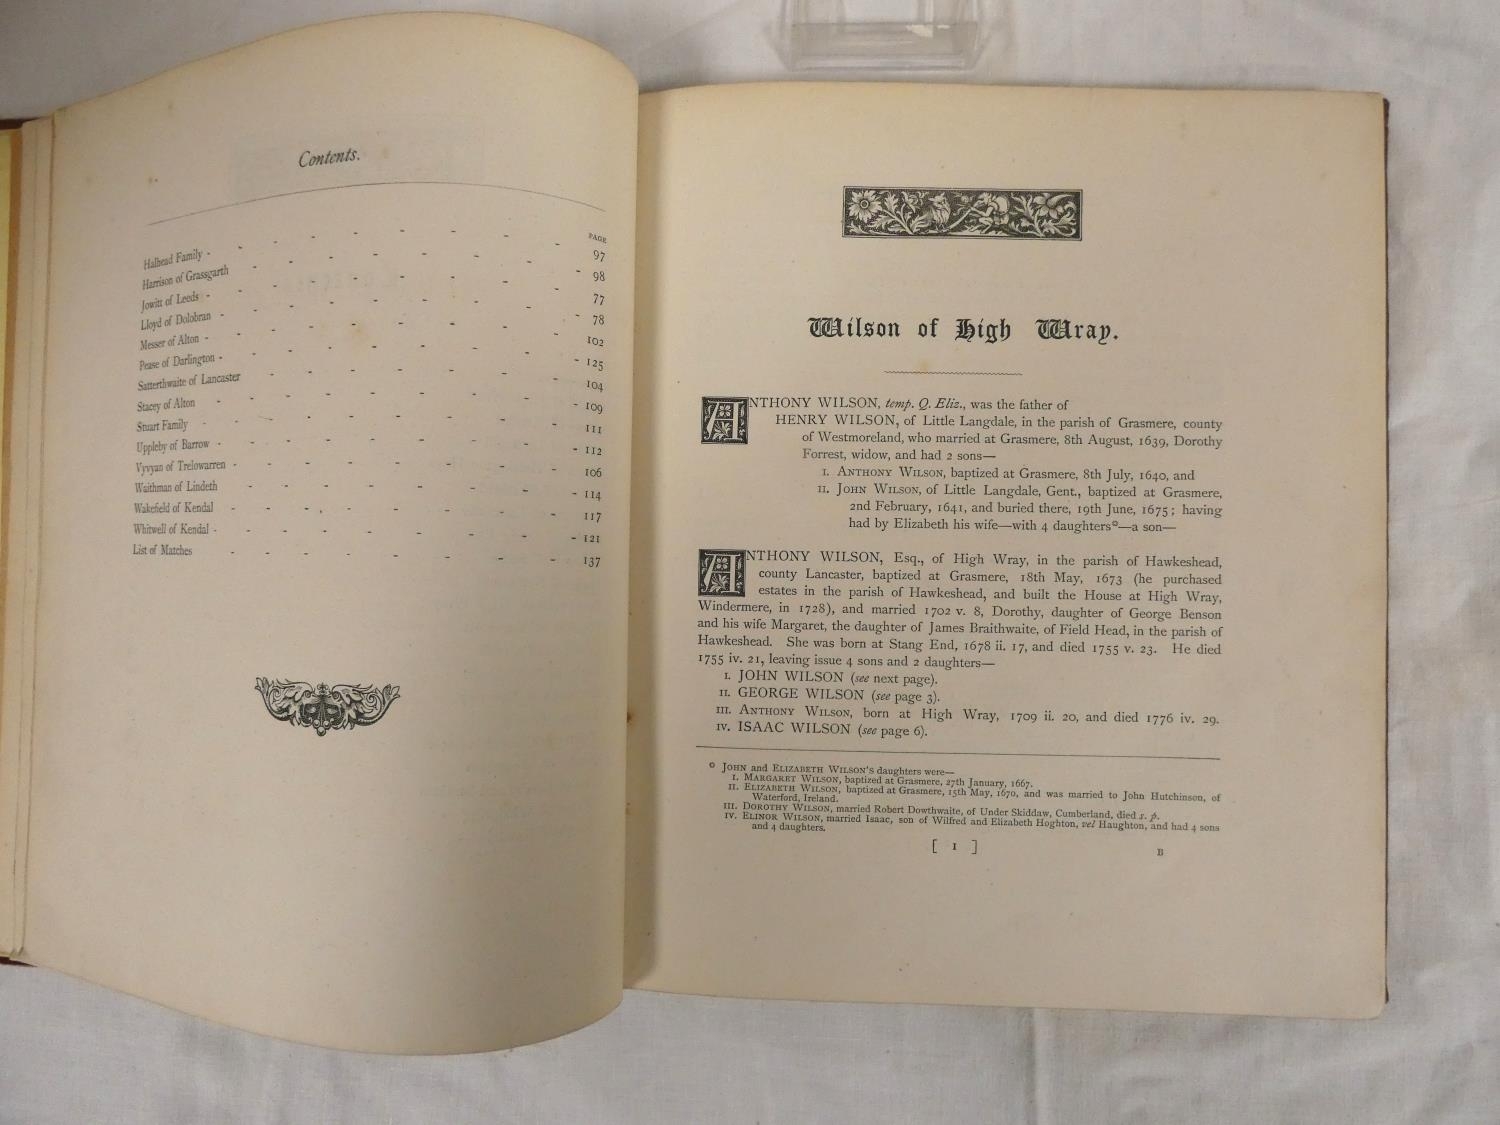 Contents.
PAGE
Halhead Family - 97
Harrison of Grassgarth - 98
Jowitt of Leeds - 77
Lloyd of Dolobran - 78
Messer of Alton - 102
Pease of Darlington - 125
Satterthwaite of Lancaster - 104
Stacey of Alton - 109
Stuart Family - 111
Uppleby of Barrow - 112
Vyvyan of Trelowarren - 106
Waithman of Lindeth - 114
Wakefield of Kendal - 117
Whitwell of Kendal - 121
List of Matches - 137
Wilson of High Wray.
ANTHONY WILSON, temp. Q. Eliz., was the father of
HENRY WILSON, of Little Langdale, in the parish of Grasmere, county
of Westmoreland, who married at Grasmere, 8th August, 1639, Dorothy
Forrest, widow, and had 2 sons—
I. ANTHONY WILSON, baptized at Grasmere, 8th July, 1640, and
II. JOHN WILSON, of Little Langdale, Gent., baptized at Grasmere,
2nd February, 1641, and buried there, 19th June, 1675; having
had by Elizabeth his wife—with 4 daughters*—a son—
ANTHONY WILSON, Esq., of High Wray, in the parish of Hawkeshead,
county Lancaster, baptized at Grasmere, 18th May, 1673 (he purchased
estates in the parish of Hawkeshead, and built the House at High Wray,
Windermere, in 1728), and married 1702 v. 8, Dorothy, daughter of George Benson
and his wife Margaret, the daughter of James Braithwaite, of Field Head, in the parish of
Hawkeshead. She was born at Stang End, 1678 ii. 17, and died 1755 v. 23. He died
1755 iv. 21, leaving issue 4 sons and 2 daughters—
I. JOHN WILSON (see next page).
II. GEORGE WILSON (see page 3).
III. ANTHONY WILSON, born at High Wray, 1709 ii. 20, and died 1776 iv. 29.
IV. ISAAC WILSON (see page 6).
* JOHN and ELIZABETH WILSON'S daughters were—
I. MARGARET WILSON, baptized at Grasmere, 27th January, 1667.
II. ELIZABETH WILSON, baptized at Grasmere, 15th May, 1670, and was married to John Hutchinson, of
Waterford, Ireland.
III. DOROTHY WILSON, married Robert Dowthwaite, of Under Skiddaw, Cumberland, died s. p.
IV. ELINOR WILSON, married Isaac, son of Wilfred and Elizabeth Hoghton, vel Haughton, and had 4 sons
and 4 daughters.
[ 1 ]
B